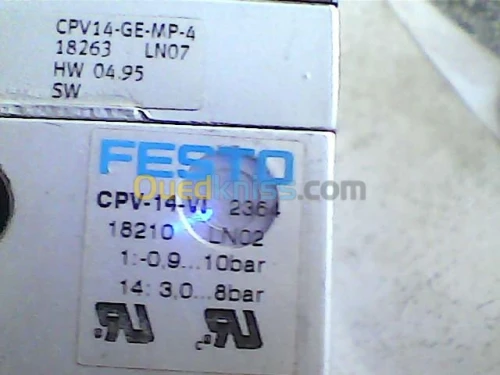 CPV14-GE-MP-4
18263 LN07
HW 04.95
SW
FESTO
Ouedkniss.com
CPV-14-VI 2364
18210 LN02
1:-0,9...10bar
14: 3,0...8bar